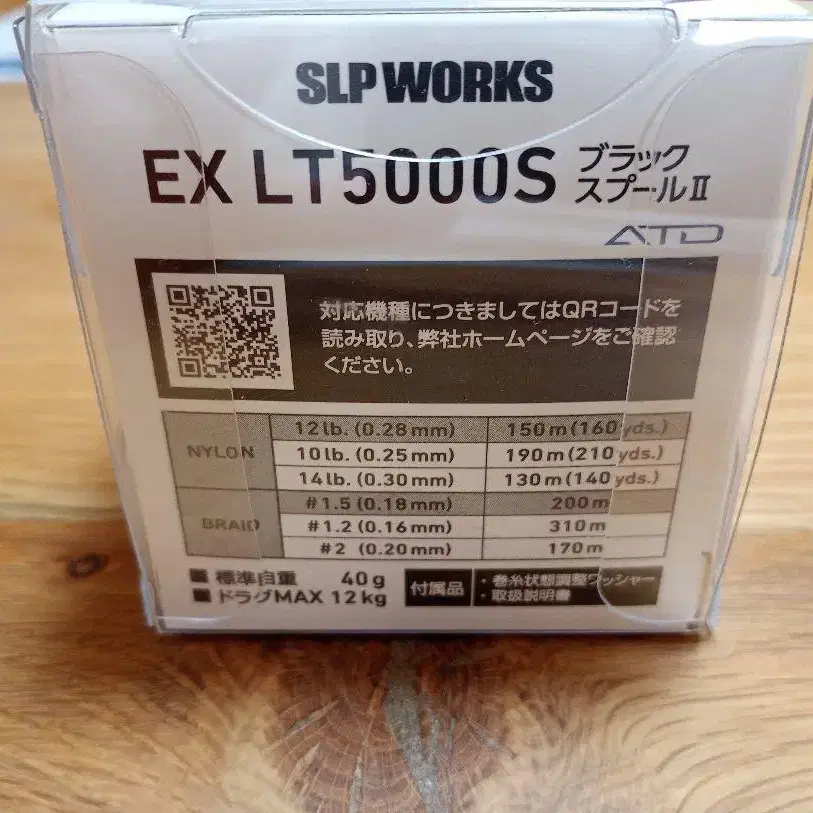 SLP WORKS
EX LT5000S ブラック
スプールⅡ
ATD
対応機種につきましてはQRコードを
読み取り、弊社ホームページをご確認
ください。
NYLON
12lb. (0.28mm) 150m(160yds.)
10lb. (0.25mm) 190m(210yds.)
14lb. (0.30mm) 130m(140yds.)
BRAID
#1.5 (0.18mm) 200m
#1.2 (0.16mm) 310m
#2 (0.20mm) 170m
■ 標準自重 40g
■ ドラグMAX 12kg
付属品
・巻糸状態調整ワッシャー
・取扱説明書